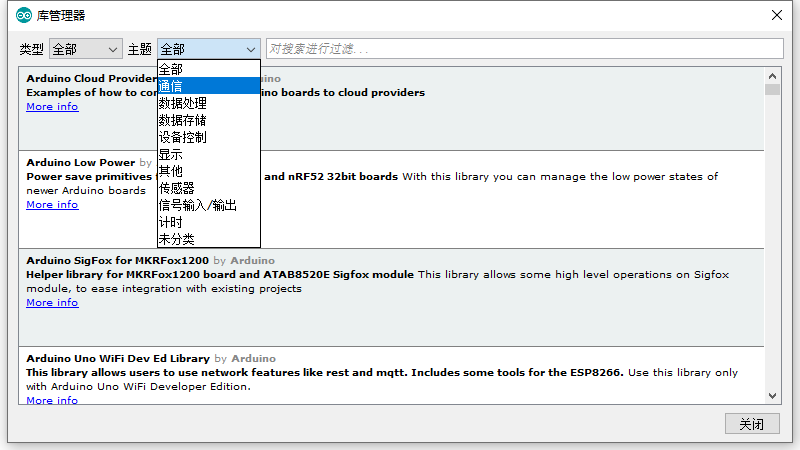 库管理器
类型 全部 主题 全部 对搜索进行过滤...
全部
通信
数据处理
数据存储
设备控制
显示
其他
传感器
信号输入/输出
计时
未分类
Arduino Cloud Provider
Examples of how to ino boards to cloud providers
More info
Arduino Low Power by
Power save primitives and nRF52 32bit boards With this library you can manage the low power states of
newer Arduino boards
More info
Arduino SigFox for MKRFox1200 by Arduino
Helper library for MKRFox1200 board and ATAB8520E Sigfox module This library allows some high level operations on Sigfox
module, to ease integration with existing projects
More info
Arduino Uno WiFi Dev Ed Library by Arduino
This library allows users to use network features like rest and mqtt. Includes some tools for the ESP8266. Use this library only
with Arduino Uno WiFi Developer Edition.
More info
关闭